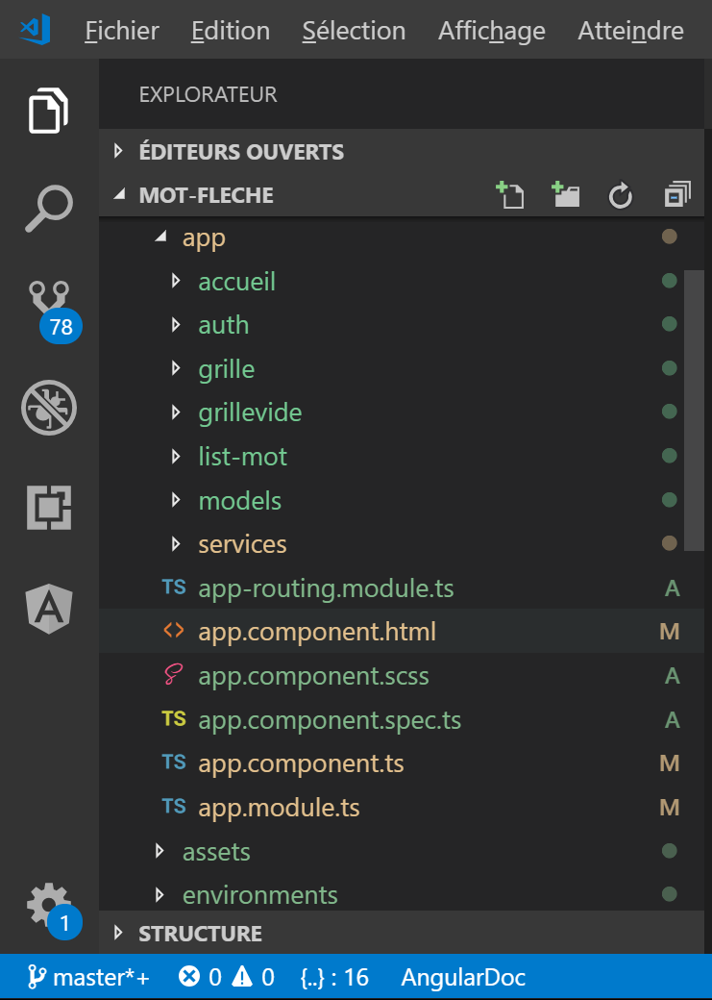 Fichier Edition Sélection Affichage Atteindre
EXPLORATEUR
ÉDITEURS OUVERTS
MOT-FLECHE
app
accueil
auth
grille
78
grillevide
list-mot
models
services
TS app-routing.module.ts A
<> app.component.html M
app.component.scss A
TS app.component.spec.ts A
TS app.component.ts M
TS app.module.ts M
assets
environments
1
STRUCTURE
master*+ 0 0 {..} : 16 AngularDoc